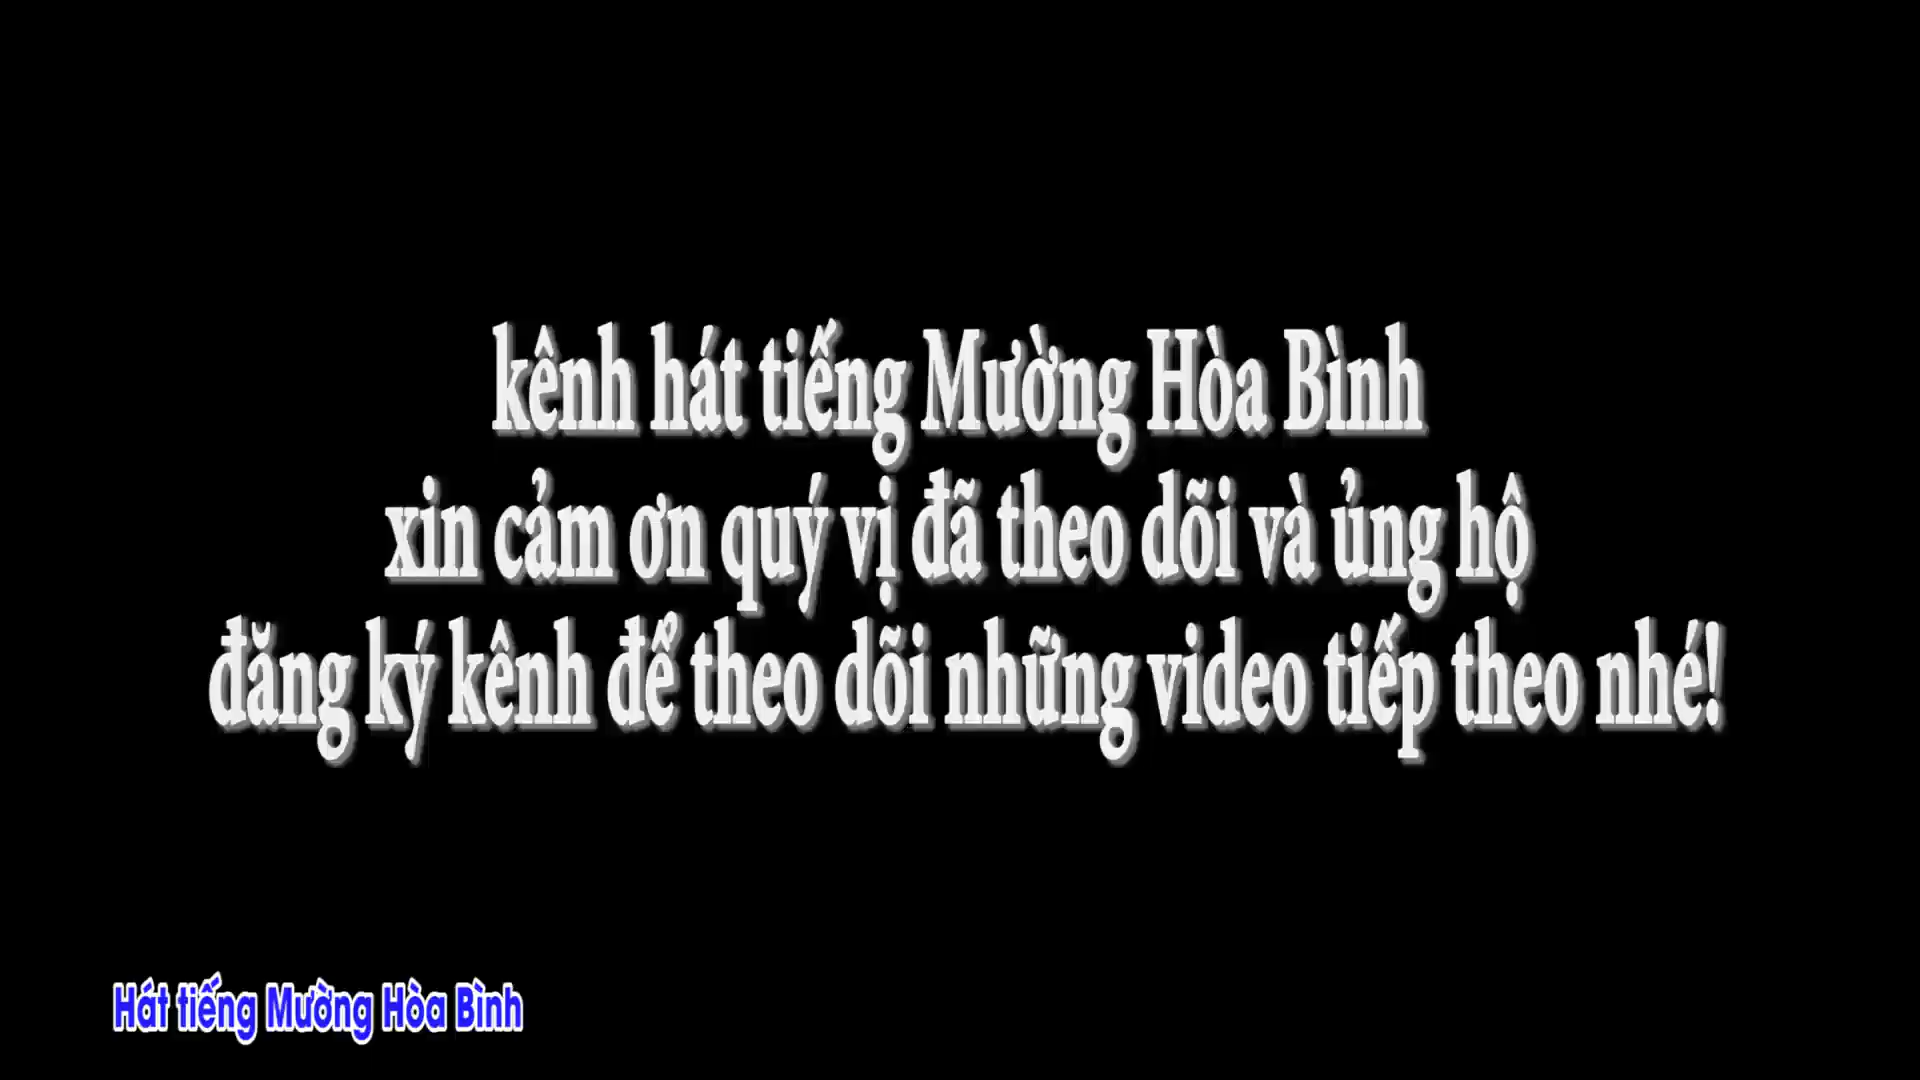 kênh hát tiếng Mường Hòa Bình
xin cảm ơn quý vị đã theo dõi và ủng hộ
đăng ký kênh để theo dõi những video tiếp theo nhé!
Hát tiếng Mường Hòa Bình